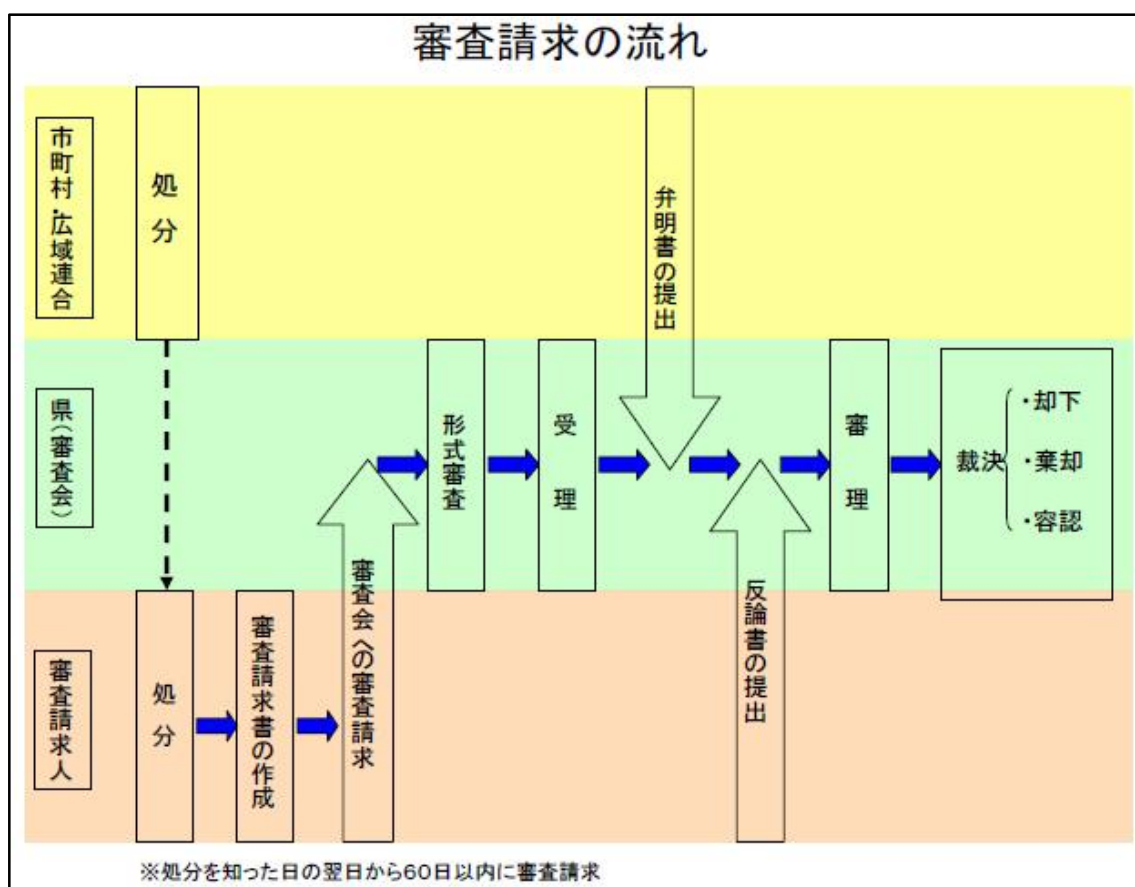 審査請求の流れ
市町村・広域連合
処分
弁明書の提出
県(審査会)
形式審査
受理
審理
裁決
・却下
・棄却
・容認
審査請求人
処分
審査請求書の作成
審査会への審査請求
反論書の提出
※処分を知った日の翌日から60日以内に審査請求